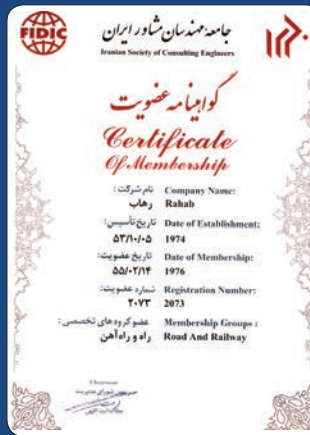 FIDIC
جامعه مهندسان مشاور ایران
Iranian Society of Consulting Engineers
گواهینامه عضویت
Certificate
Of Membership
نام شرکت : Company Name:
رهاب Rahab
تاریخ تأسیس: Date of Establishment:
۵۳/۱۰/۰۵ 1974
تاریخ عضویت: Date of Membership:
۵۵/۰۲/۱۴ 1976
شماره عضویت: Registration Number:
۲۰۷۳ 2073
عضو گروه های تخصصی : Membership Groups :
راه و راه آهن Road And Railway
Chairman